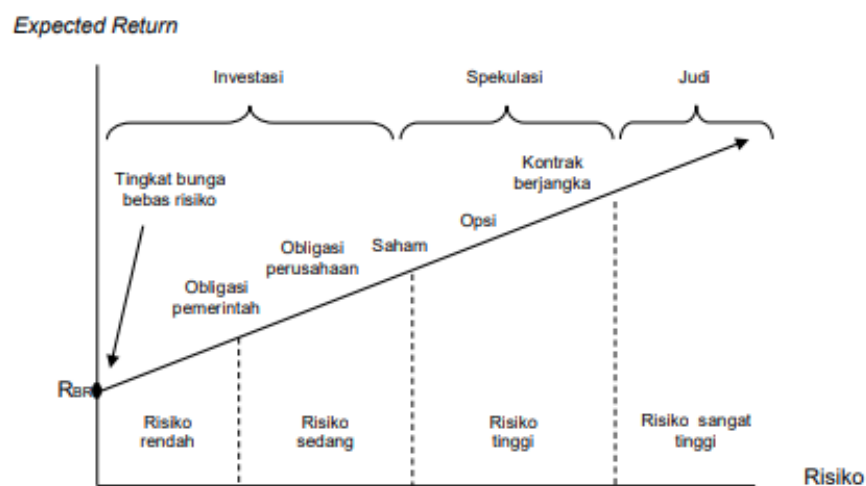 Expected Return
Investasi
Spekulasi
Judi
Tingkat bunga
bebas risiko
Kontrak
berjangka
Opsi
Saham
Obligasi
perusahaan
Obligasi
pemerintah
RBR
Risiko
rendah
Risiko
sedang
Risiko
tinggi
Risiko sangat
tinggi
Risiko